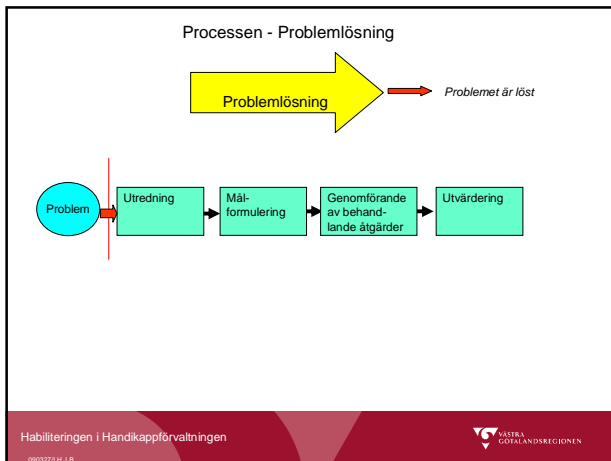 Processen - Problemlösning
Problemlösning
Problemet är löst
Problem
Utredning
Mål-
formulering
Genomförande
av behand-
lande åtgärder
Utvärdering
Habiliteringen i Handikappförvaltningen
VÄSTRA
GÖTALANDSREGIONEN